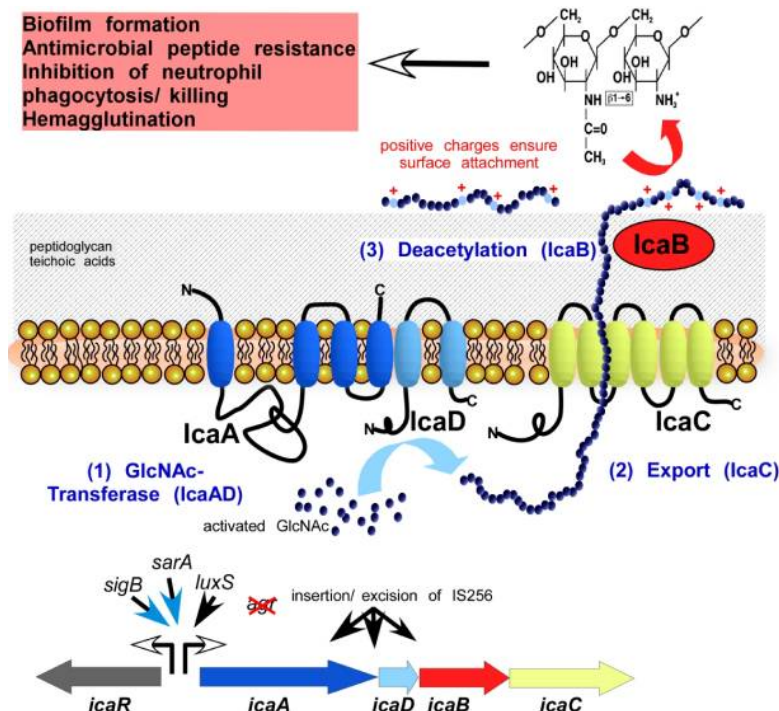 Biofilm formation
Antimicrobial peptide resistance
Inhibition of neutrophil
phagocytosis/ killing
Hemagglutination
O
CH₂
O
O
CH₂
O
O
OH
OH
OH
OH
NH
β1→6
NH₃⁺
C=O
CH₃
positive charges ensure
surface attachment
+ + + +
+ + + + +
peptidoglycan
teichoic acids
(3) Deacetylation (IcaB)
IcaB
N
C
IcaA
N
IcaD
C
N
IcaC
C
(1) GlcNAc-
Transferase (IcaAD)
(2) Export (IcaC)
activated GlcNAc
sigB
sarA
luxS
agr
insertion/ excision of IS256
icaR
icaA
icaD
icaB
icaC